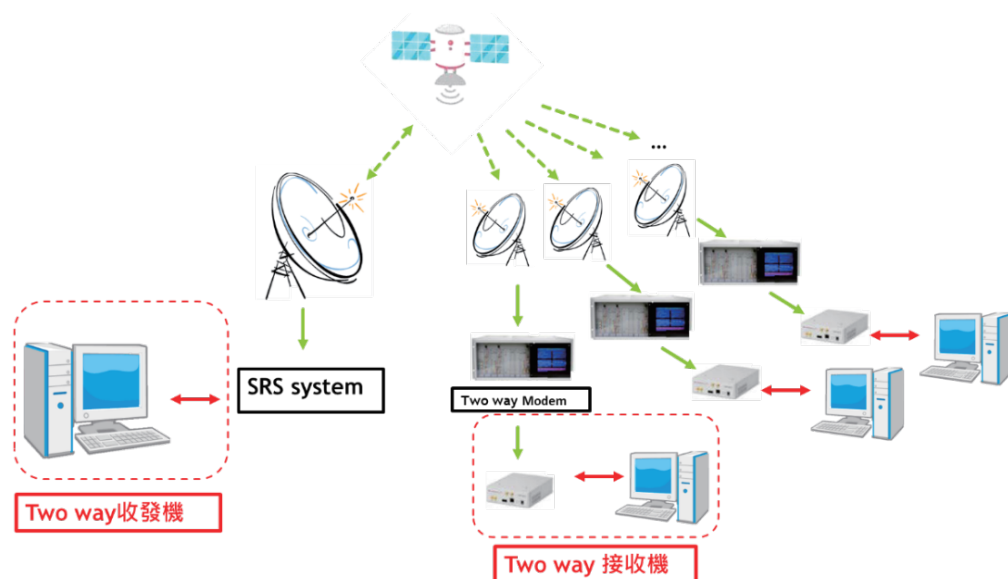 ...
SRS system
Two way Modem
Two way收發機
Two way 接收機